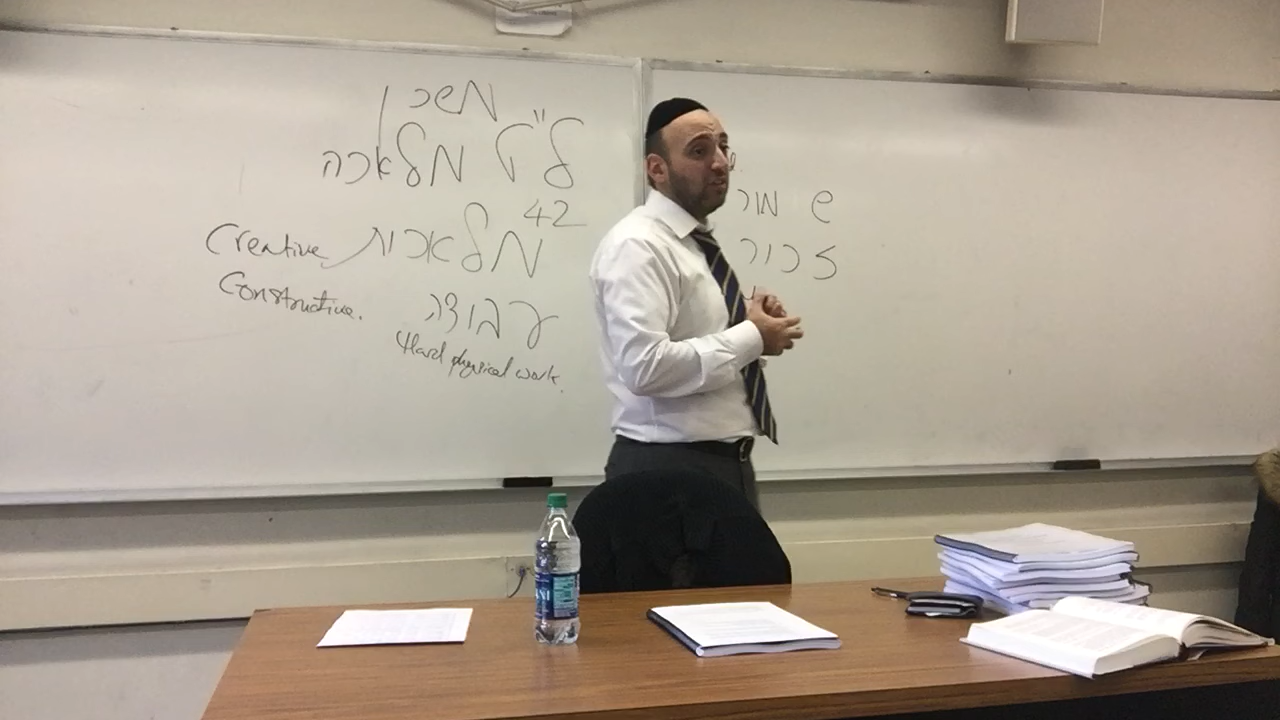 משכן
ל"ט מלאכה
42
מלאכות Creative
Constructive.
עבודה
Hard physical work.
שמור
זכור